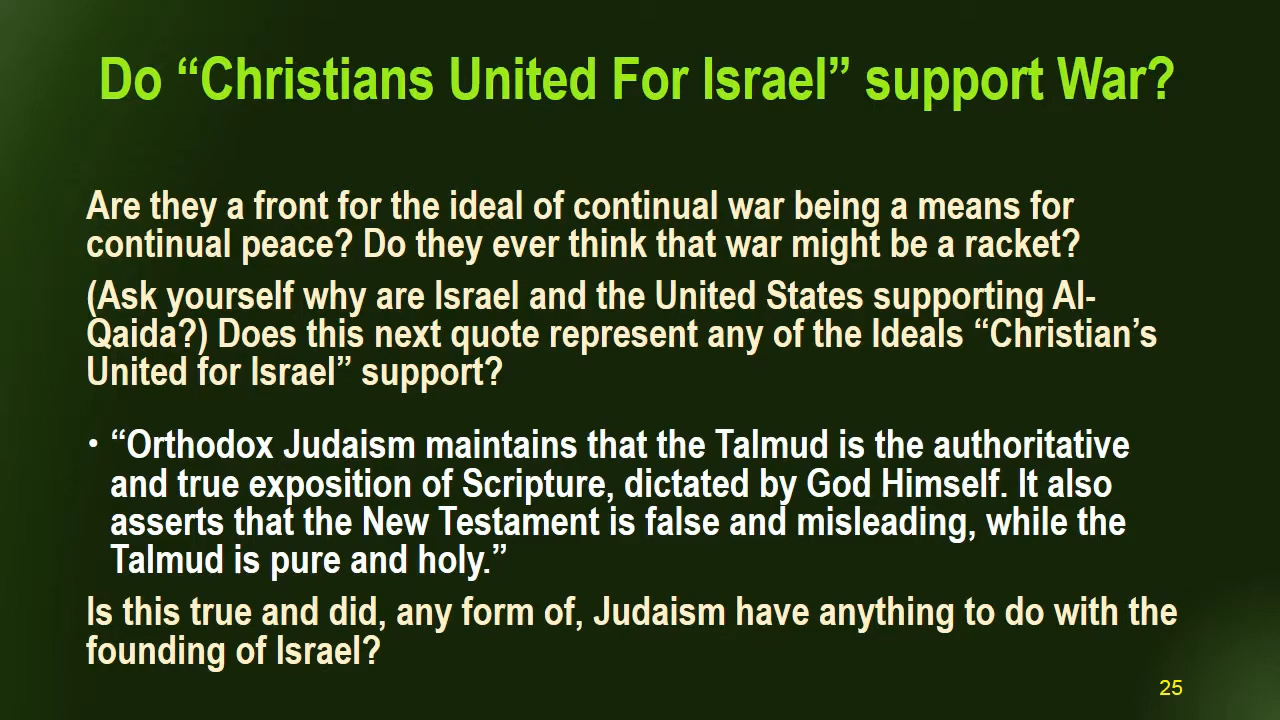 Do “Christians United For Israel” support War?
Are they a front for the ideal of continual war being a means for
continual peace? Do they ever think that war might be a racket?
(Ask yourself why are Israel and the United States supporting Al-
Qaida?) Does this next quote represent any of the Ideals “Christian’s
United for Israel” support?
• “Orthodox Judaism maintains that the Talmud is the authoritative
and true exposition of Scripture, dictated by God Himself. It also
asserts that the New Testament is false and misleading, while the
Talmud is pure and holy.”
Is this true and did, any form of, Judaism have anything to do with the
founding of Israel?
25